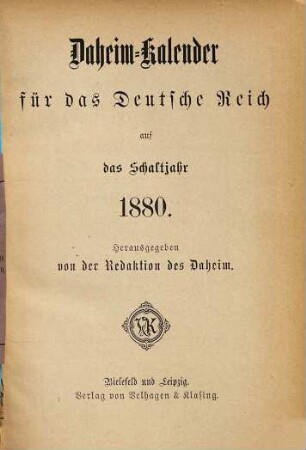 Daheim-Kalender
für das Deutsche Reich
auf
das Schaltjahr
1880.
Herausgegeben
von der Redaktion des Daheim.
VK
Bielefeld und Leipzig.
Verlag von Velhagen & Klasing.